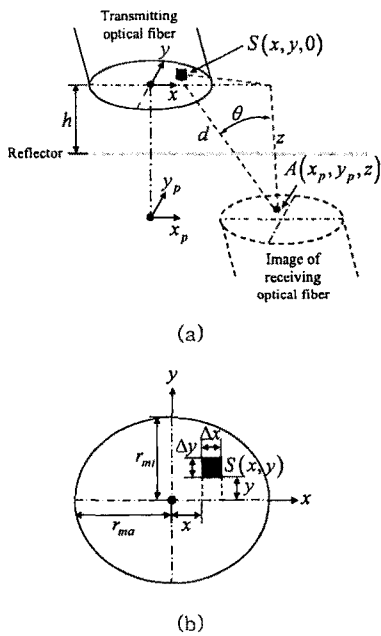 Transmitting
optical fiber
S(x, y, 0)
y
x
h
d
θ
z
Reflector
A(x_p, y_p, z)
y_p
x_p
Image of
receiving
optical fiber
(a)
y
Δx
Δy
S(x, y)
r_mi
y
x
r_ma
x
(b)